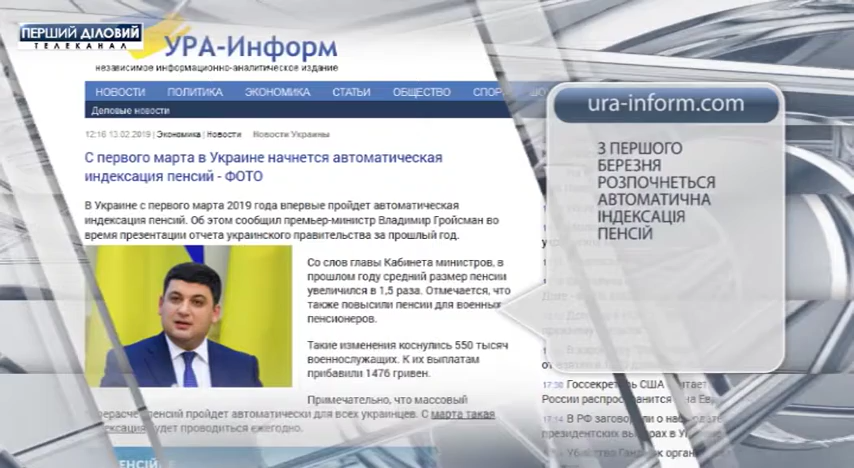 ПЕРШИЙ ДІЛОВИЙ
ТЕЛЕКАНАЛ
УРА-Информ
независимое информационно-аналитическое издание
НОВОСТИ ПОЛИТИКА ЭКОНОМИКА СТАТЬИ ОБЩЕСТВО СПОР
Деловые новости
12:16 13.02.2019 | Экономика | Новости Новости Украины
С первого марта в Украине начнется автоматическая
индексация пенсий - ФОТО
В Украине с первого марта 2019 года впервые пройдет автоматическая
индексация пенсий. Об этом сообщил премьер-министр Владимир Гройсман во
время презентации отчета украинского правительства за прошлый год.
Со слов главы Кабинета министров, в
прошлом году средний размер пенсии
увеличился в 1,5 раза. Отмечается, что
также повысили пенсии для военных
пенсионеров.
Такие изменения коснулись 550 тысяч
военнослужащих. К их выплатам
прибавили 1476 гривен.
Примечательно, что массовый
перерасчет пенсий пройдет автоматически для всех украинцев. С марта такая
индексация будет проводиться ежегодно.
ura-inform.com
З ПЕРШОГО
БЕРЕЗНЯ
РОЗПОЧНЕТЬСЯ
АВТОМАТИЧНА
ІНДЕКСАЦІЯ
ПЕНСІЙ
17:30 Госсекретарь США
России
17:14 В РФ
президентских выборах в